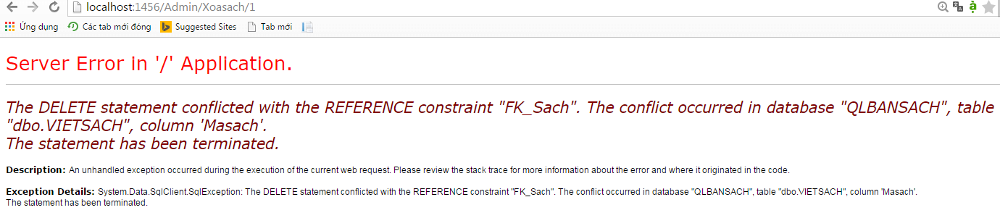 localhost:1456/Admin/Xoasach/1
Ứng dụng Các tab mới đóng Suggested Sites Tab mới
Server Error in '/' Application.
The DELETE statement conflicted with the REFERENCE constraint "FK_Sach". The conflict occurred in database "QLBANSACH", table
"dbo.VIETSACH", column 'Masach'.
The statement has been terminated.
Description: An unhandled exception occurred during the execution of the current web request. Please review the stack trace for more information about the error and where it originated in the code.
Exception Details: System.Data.SqlClient.SqlException: The DELETE statement conflicted with the REFERENCE constraint "FK_Sach". The conflict occurred in database "QLBANSACH", table "dbo.VIETSACH", column 'Masach'.
The statement has been terminated.